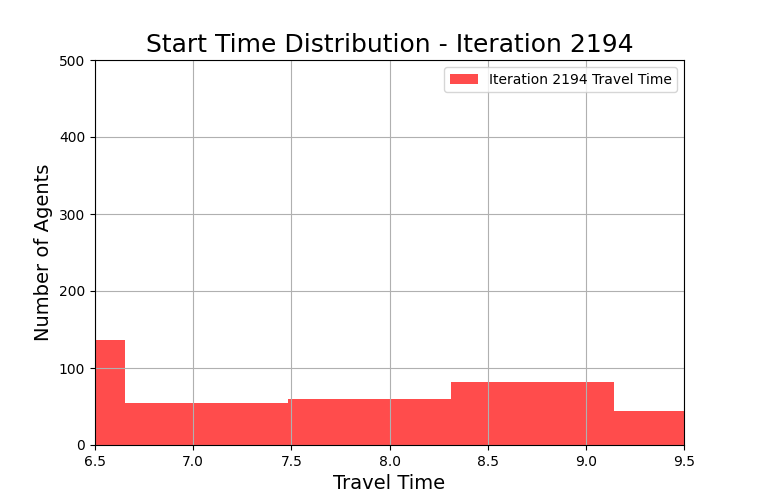 Start Time Distribution - Iteration 2194
500
Iteration 2194 Travel Time
400
300
200
100
0
Number of Agents
6.5 7.0 7.5 8.0 8.5 9.0 9.5
Travel Time